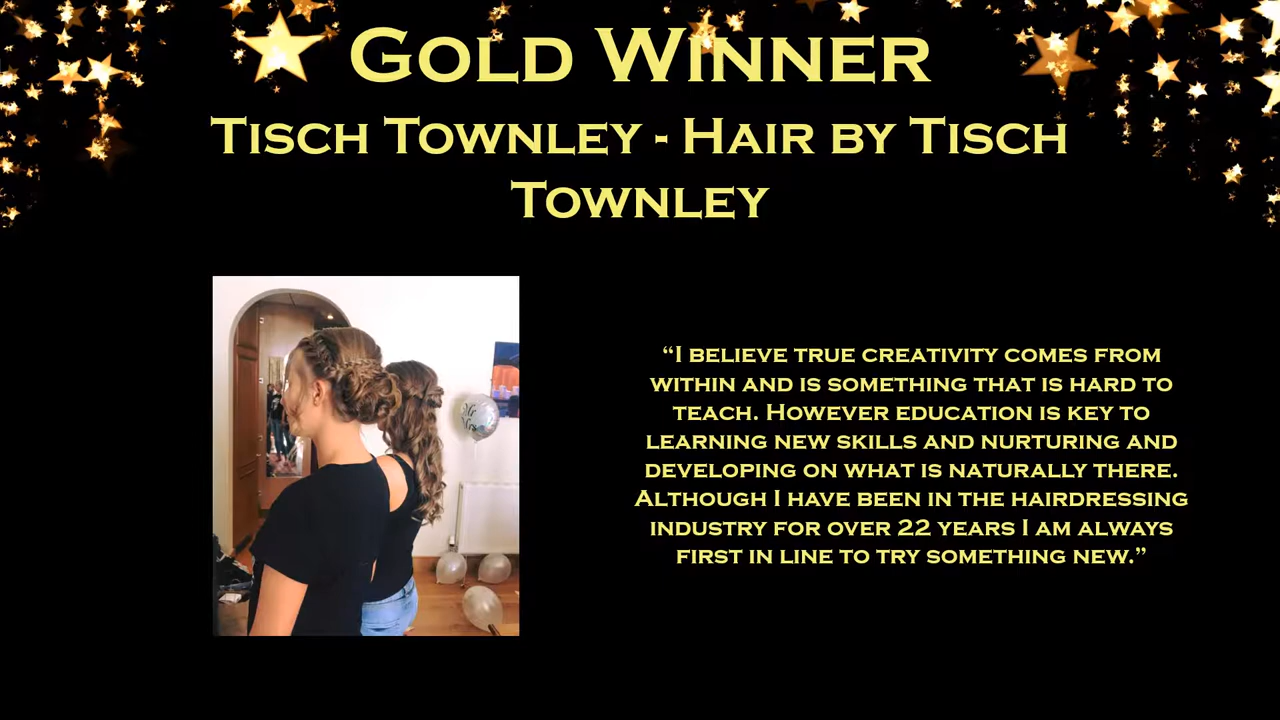 Gold Winner
Tisch Townley - Hair by Tisch
Townley
Mr
Mrs
“I believe true creativity comes from
within and is something that is hard to
teach. However education is key to
learning new skills and nurturing and
developing on what is naturally there.
Although I have been in the hairdressing
industry for over 22 years I am always
first in line to try something new.”